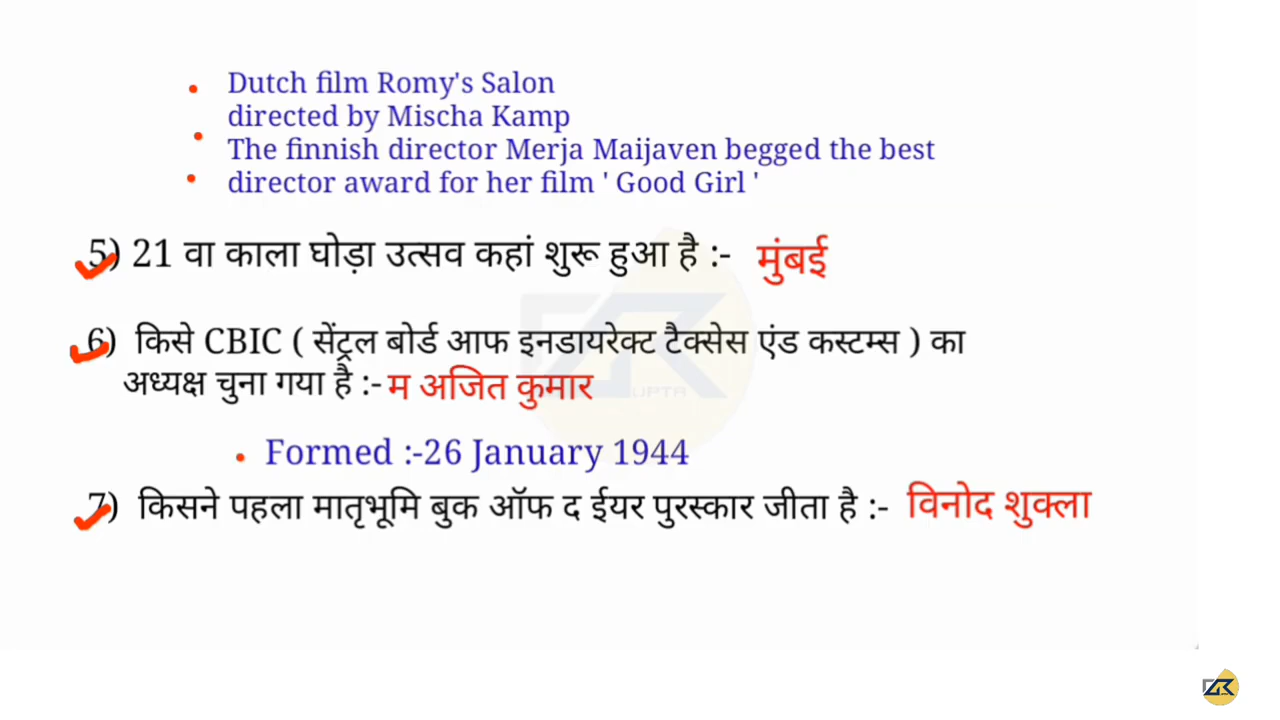 Dutch film Romy's Salon
directed by Mischa Kamp
The finnish director Merja Maijaven begged the best
director award for her film ' Good Girl '
5) 21 वा काला घोड़ा उत्सव कहां शुरू हुआ है :- मुंबई
6) किसे CBIC ( सेंट्रल बोर्ड आफ इनडायरेक्ट टैक्सेस एंड कस्टम्स ) का
अध्यक्ष चुना गया है :- म अजित कुमार
Formed :-26 January 1944
7) किसने पहला मातृभूमि बुक ऑफ द ईयर पुरस्कार जीता है :- विनोद शुक्ला